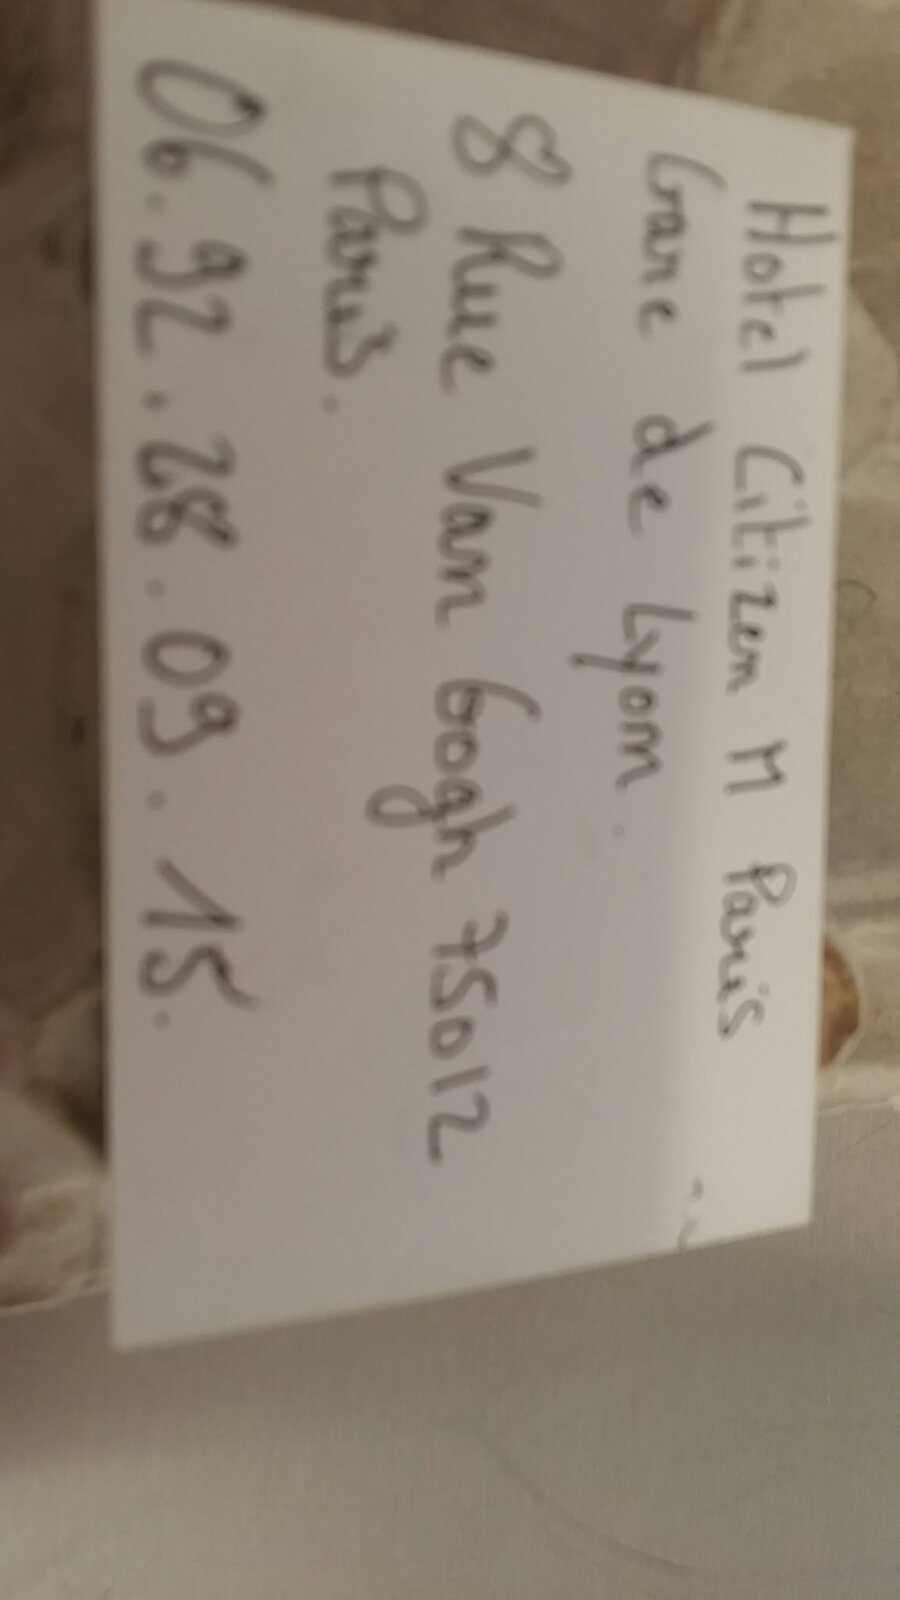 Hotel Citizen M Paris
Gare de Lyon.
8 Rue Van Gogh 75012
Paris.
06.92.28.09.15.